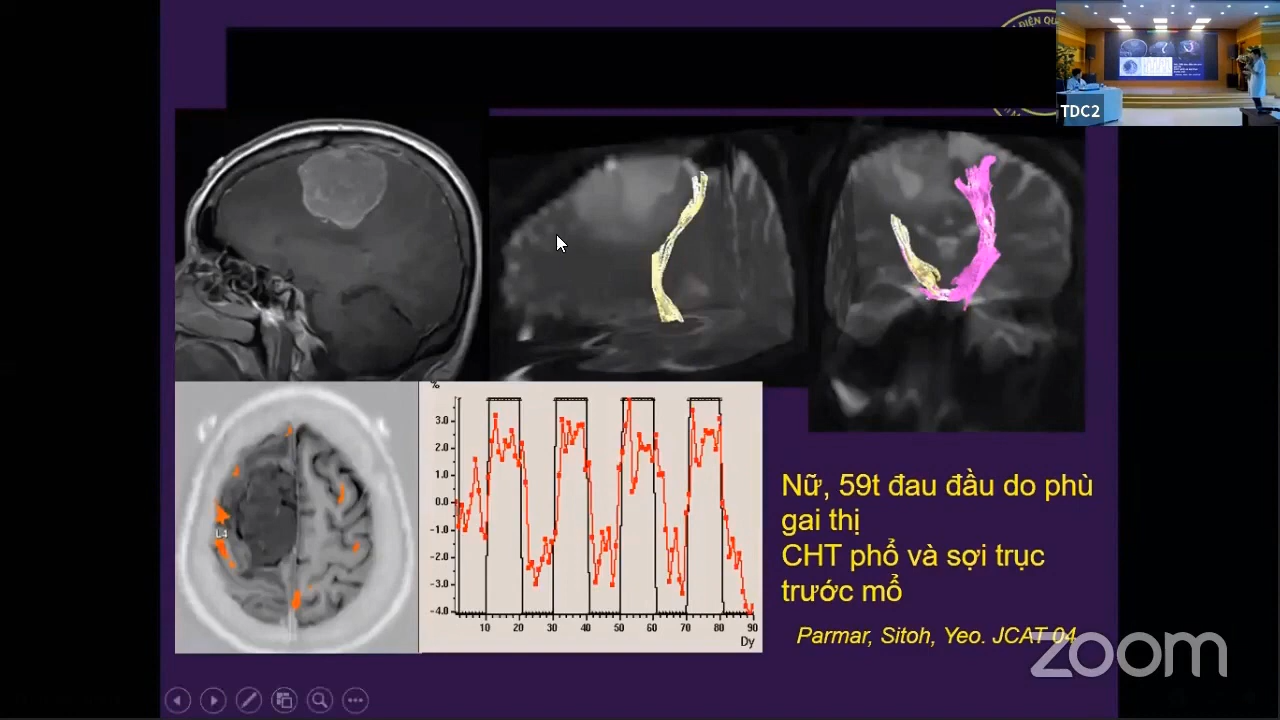 ĐIỆN QU
TDC2
%
3.0
2.0
1.0
0.0
-1.0
-2.0
-3.0
-4.0
10 20 30 40 50 60 70 80 90
Dy
L4
Nữ, 59t đau đầu do phù
gai thị
CHT phổ và sợi trục
trước mổ
Parmar, Sitoh, Yeo. JCAT 04
zoom